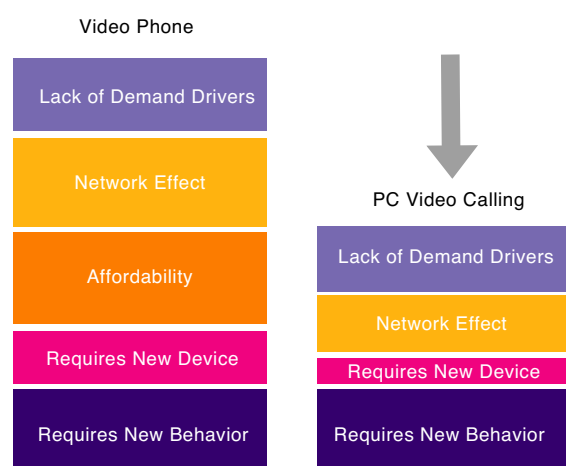 Video Phone
Lack of Demand Drivers
Network Effect
Affordability
Requires New Device
Requires New Behavior
PC Video Calling
Lack of Demand Drivers
Network Effect
Requires New Device
Requires New Behavior